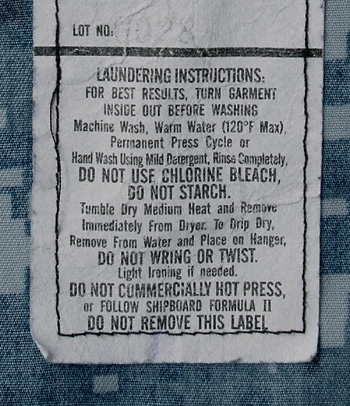 LOT NO:
LAUNDERING INSTRUCTIONS:
FOR BEST RESULTS, TURN GARMENT
INSIDE OUT BEFORE WASHING
Machine Wash, Warm Water (120°F Max),
Permanent Press Cycle or
Hand Wash Using Mild Detergent, Rinse Completely,
DO NOT USE CHLORINE BLEACH,
DO NOT STARCH.
Tumble Dry Medium Heat and Remove
Immediately From Dryer. To Drip Dry,
Remove From Water and Place on Hanger,
DO NOT WRING OR TWIST.
Light Ironing if needed.
DO NOT COMMERCIALLY HOT PRESS,
or FOLLOW SHIPBOARD FORMULA II
DO NOT REMOVE THIS LABEL